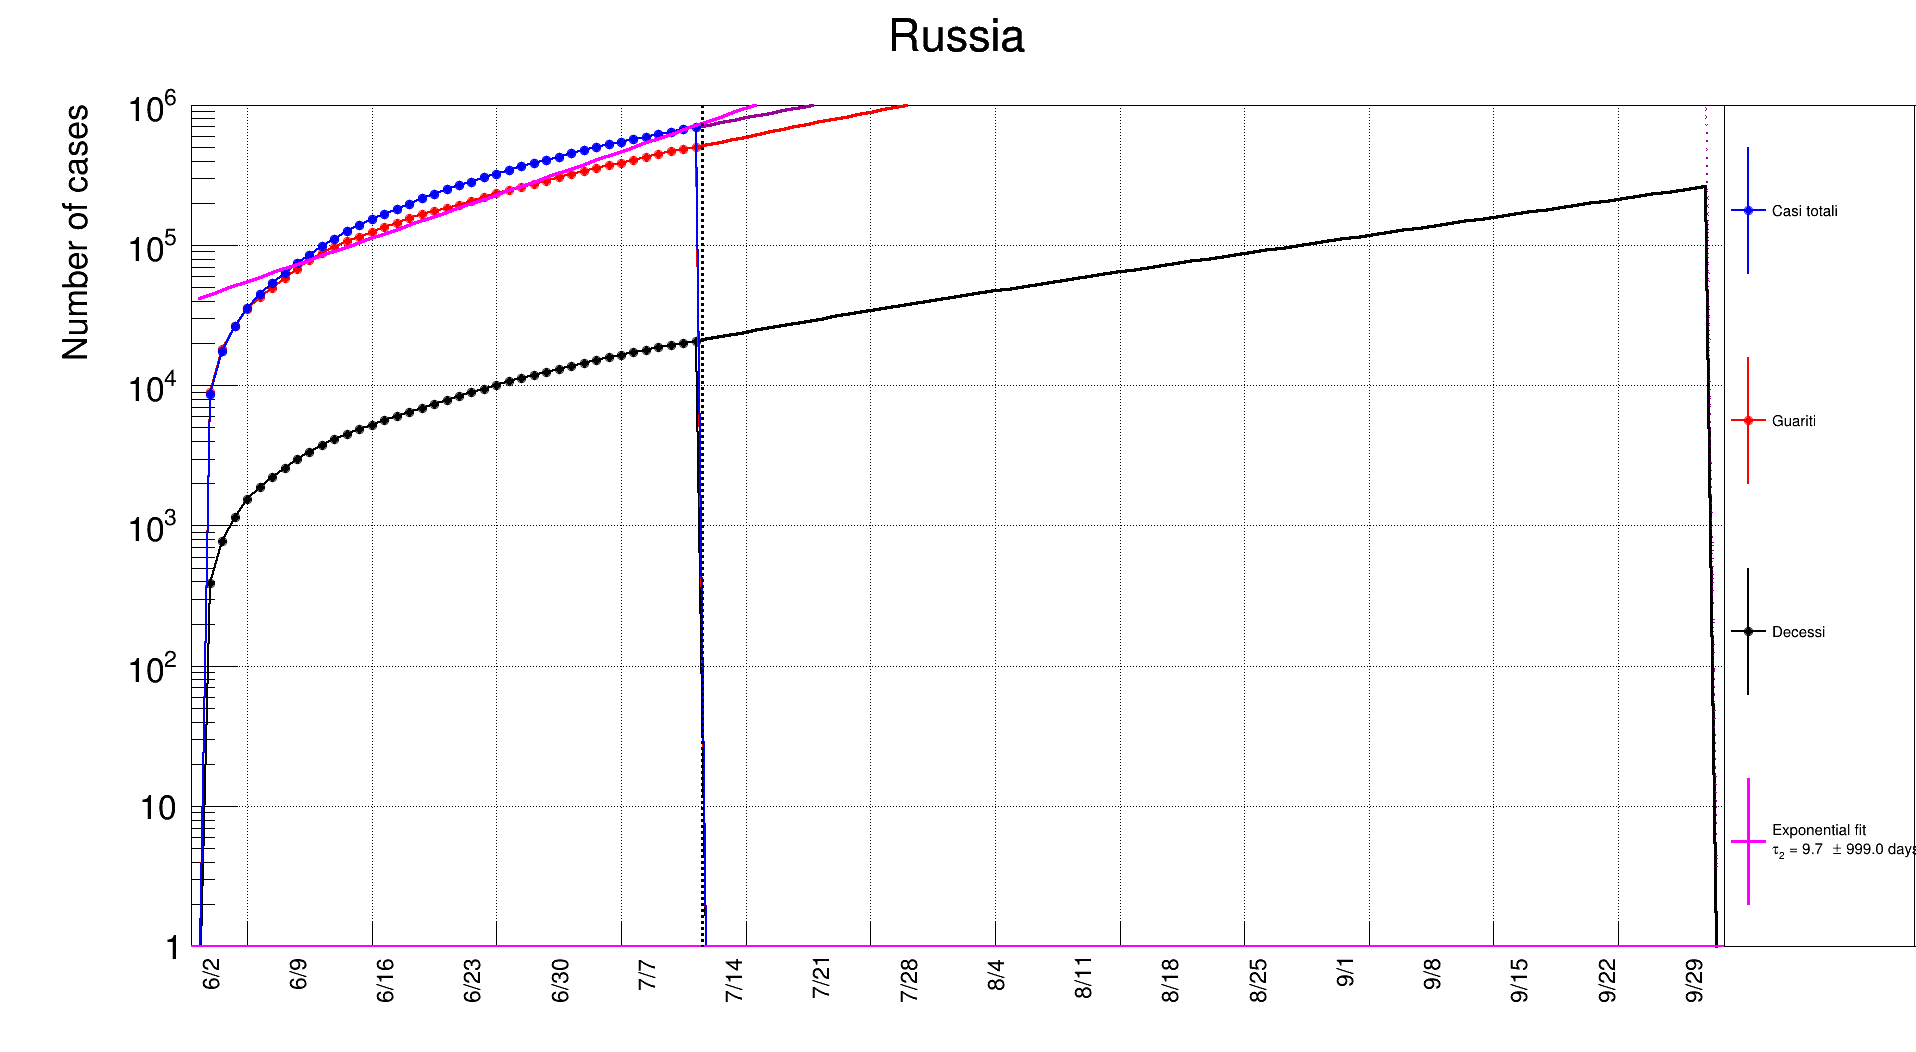 Russia
Number of cases
10^6
10^5
10^4
10^3
10^2
10
1
6/2 6/9 6/16 6/23 6/30 7/7 7/14 7/21 7/28 8/4 8/11 8/18 8/25 9/1 9/8 9/15 9/22 9/29
Casi totali
Guariti
Decessi
Exponential fit
τ_2 = 9.7 ± 999.0 days